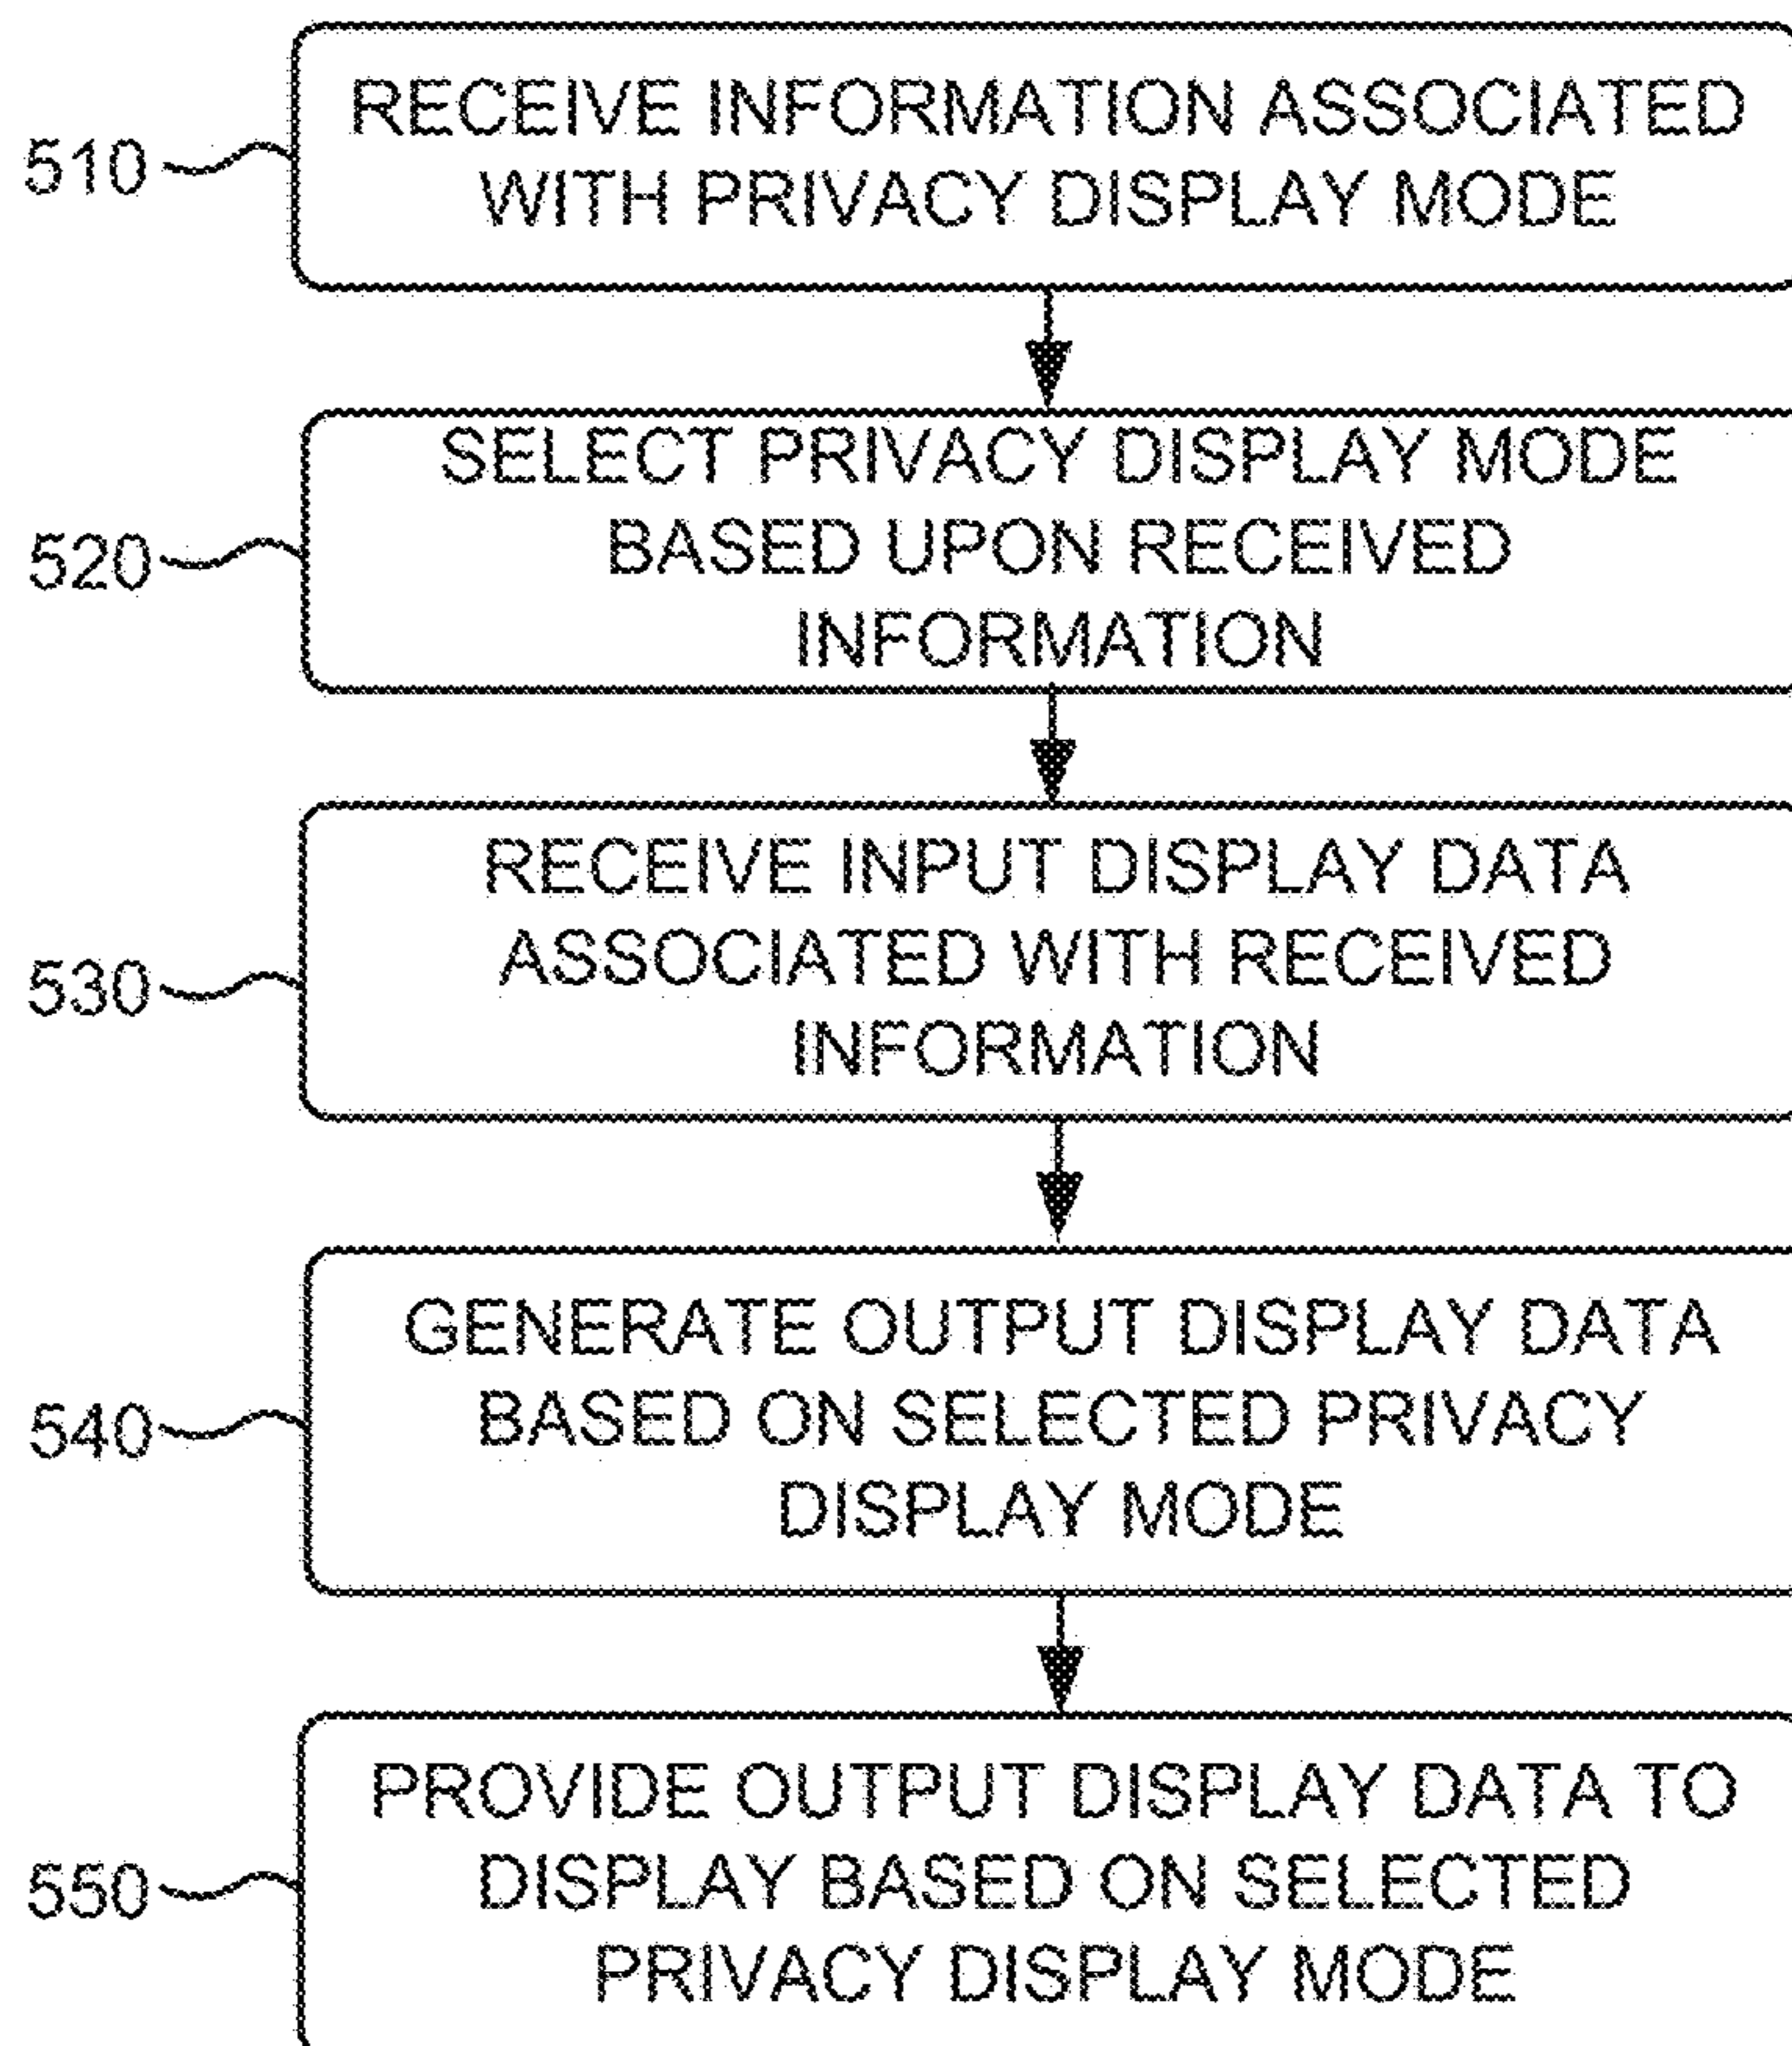 RECEIVE INFORMATION ASSOCIATED
WITH PRIVACY DISPLAY MODE
510
SELECT PRIVACY DISPLAY MODE
BASED UPON RECEIVED
INFORMATION
520
RECEIVE INPUT DISPLAY DATA
ASSOCIATED WITH RECEIVED
INFORMATION
530
GENERATE OUTPUT DISPLAY DATA
BASED ON SELECTED PRIVACY
DISPLAY MODE
540
PROVIDE OUTPUT DISPLAY DATA TO
DISPLAY BASED ON SELECTED
PRIVACY DISPLAY MODE
550